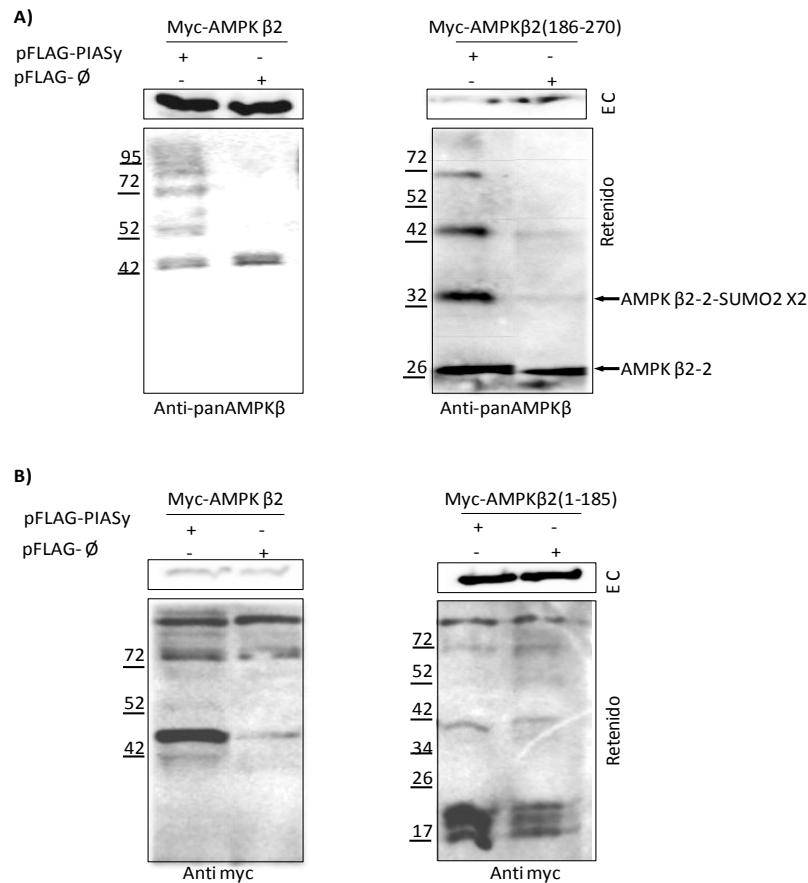 A)
Myc-AMPK β2
Myc-AMPKβ2(186-270)
pFLAG-PIASy + - + -
pFLAG-Ø - + - +
EC
95
72
52
42
72
52
42
32
26
Retenido
AMPK β2-2-SUMO2 X2
AMPK β2-2
Anti-panAMPKβ
Anti-panAMPKβ
B)
Myc-AMPK β2
Myc-AMPKβ2(1-185)
pFLAG-PIASy + - + -
pFLAG-Ø - + - +
EC
72
52
42
72
52
42
34
26
17
Retenido
Anti myc
Anti myc